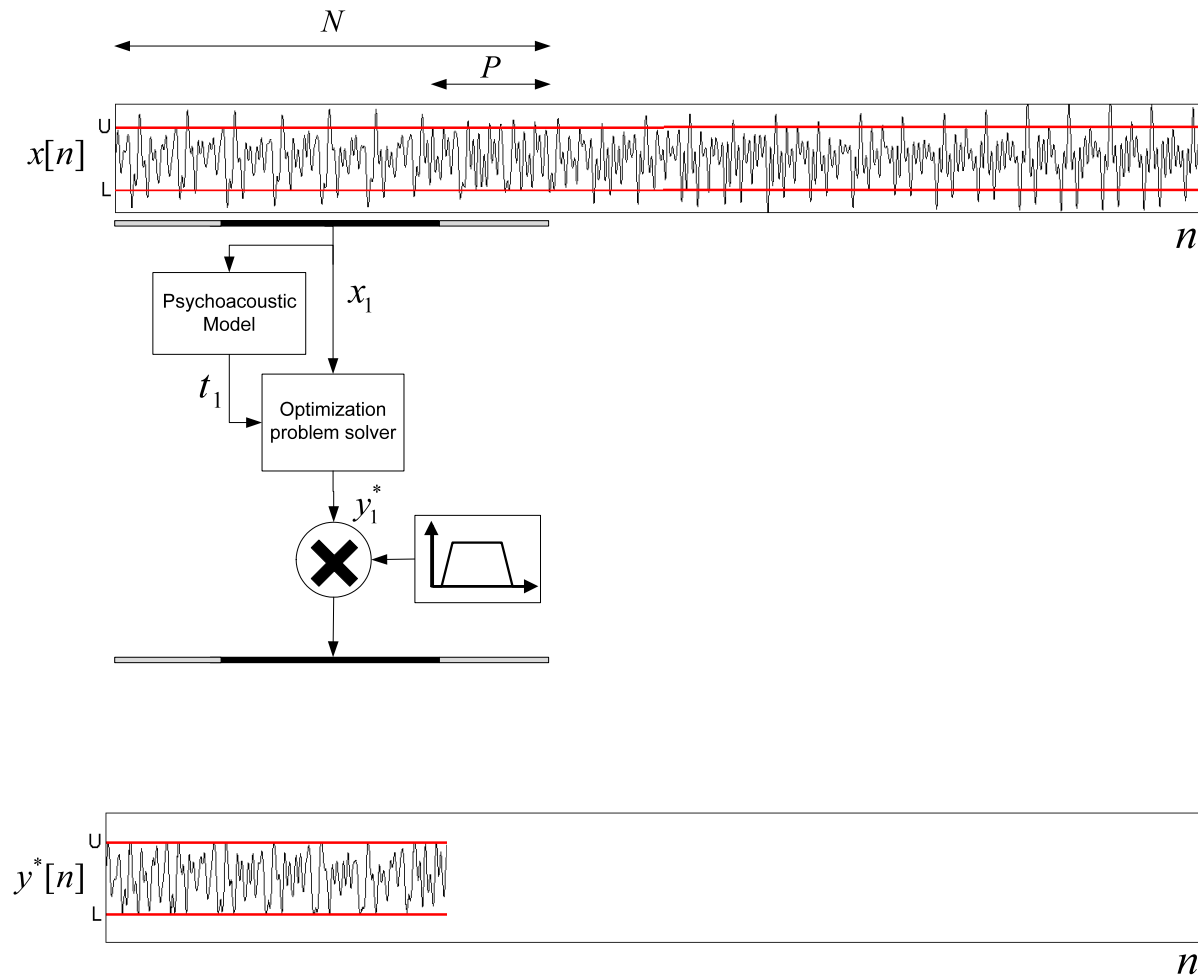 N
P
U
x[n]
L
n
Psychoacoustic
Model
x₁
t₁
Optimization
problem solver
y₁*
U
y*[n]
L
n